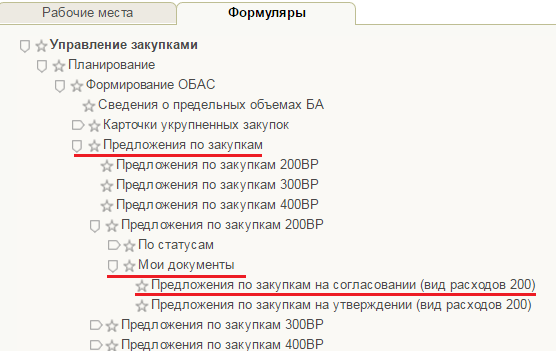 Рабочие места
Формуляры
Управление закупками
Планирование
Формирование ОБАС
Сведения о предельных объемах БА
Карточки укрупненных закупок
Предложения по закупкам
Предложения по закупкам 200ВР
Предложения по закупкам 300ВР
Предложения по закупкам 400ВР
Предложения по закупкам 200ВР
По статусам
Мои документы
Предложения по закупкам на согласовании (вид расходов 200)
Предложения по закупкам на утверждении (вид расходов 200)
Предложения по закупкам 300ВР
Предложения по закупкам 400ВР